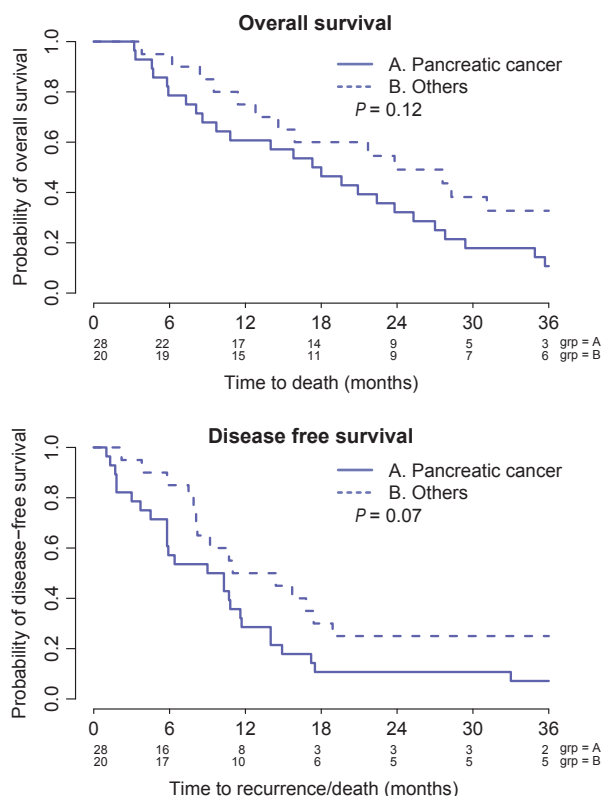 Overall survival
A. Pancreatic cancer
B. Others
P = 0.12
Probability of overall survival
1.0
0.8
0.6
0.4
0.2
0.0
0 6 12 18 24 30 36
28 22 17 14 9 5 3 grp = A
20 19 15 11 9 7 6 grp = B
Time to death (months)
Disease free survival
A. Pancreatic cancer
B. Others
P = 0.07
Probability of disease−free survival
1.0
0.8
0.6
0.4
0.2
0.0
0 6 12 18 24 30 36
28 16 8 3 3 3 2 grp = A
20 17 10 6 5 5 5 grp = B
Time to recurrence/death (months)